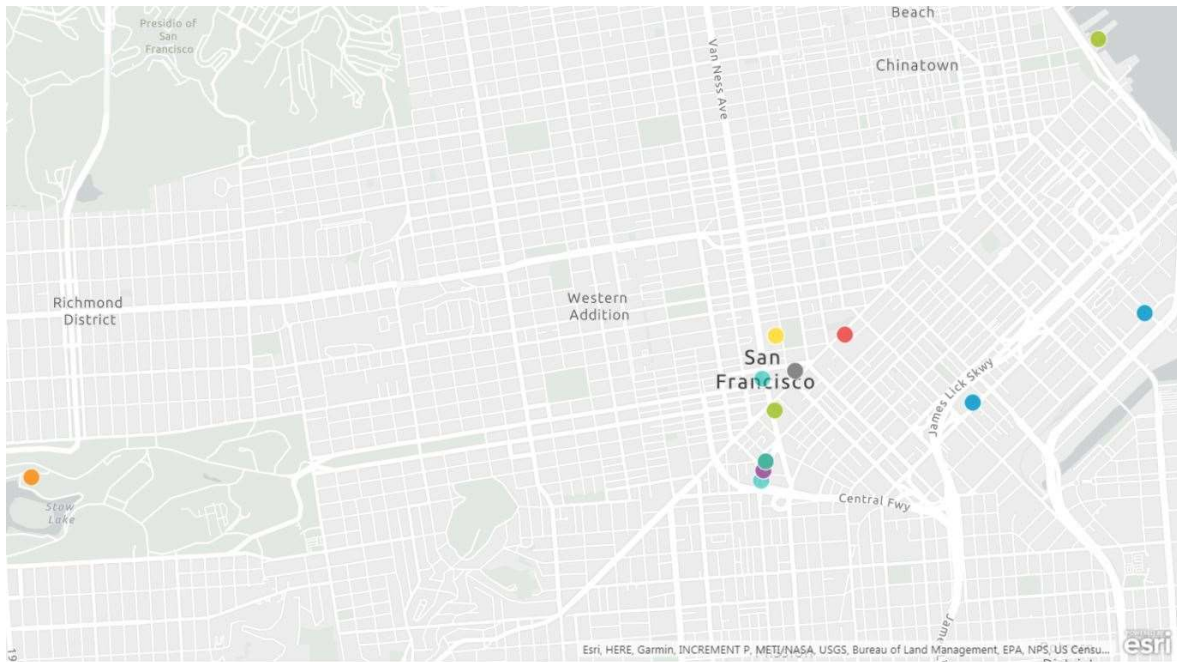 Beach
Presidio of
San
Francisco
Van Ness Ave
Chinatown
Richmond
District
Western
Addition
San
Francisco
James Lick Skwy
Stow
Lake
Central Fwy
19
Esri, HERE, Garmin, INCREMENT P, METI/NASA, USGS, Bureau of Land Management, EPA, NPS, US Censu...
esri